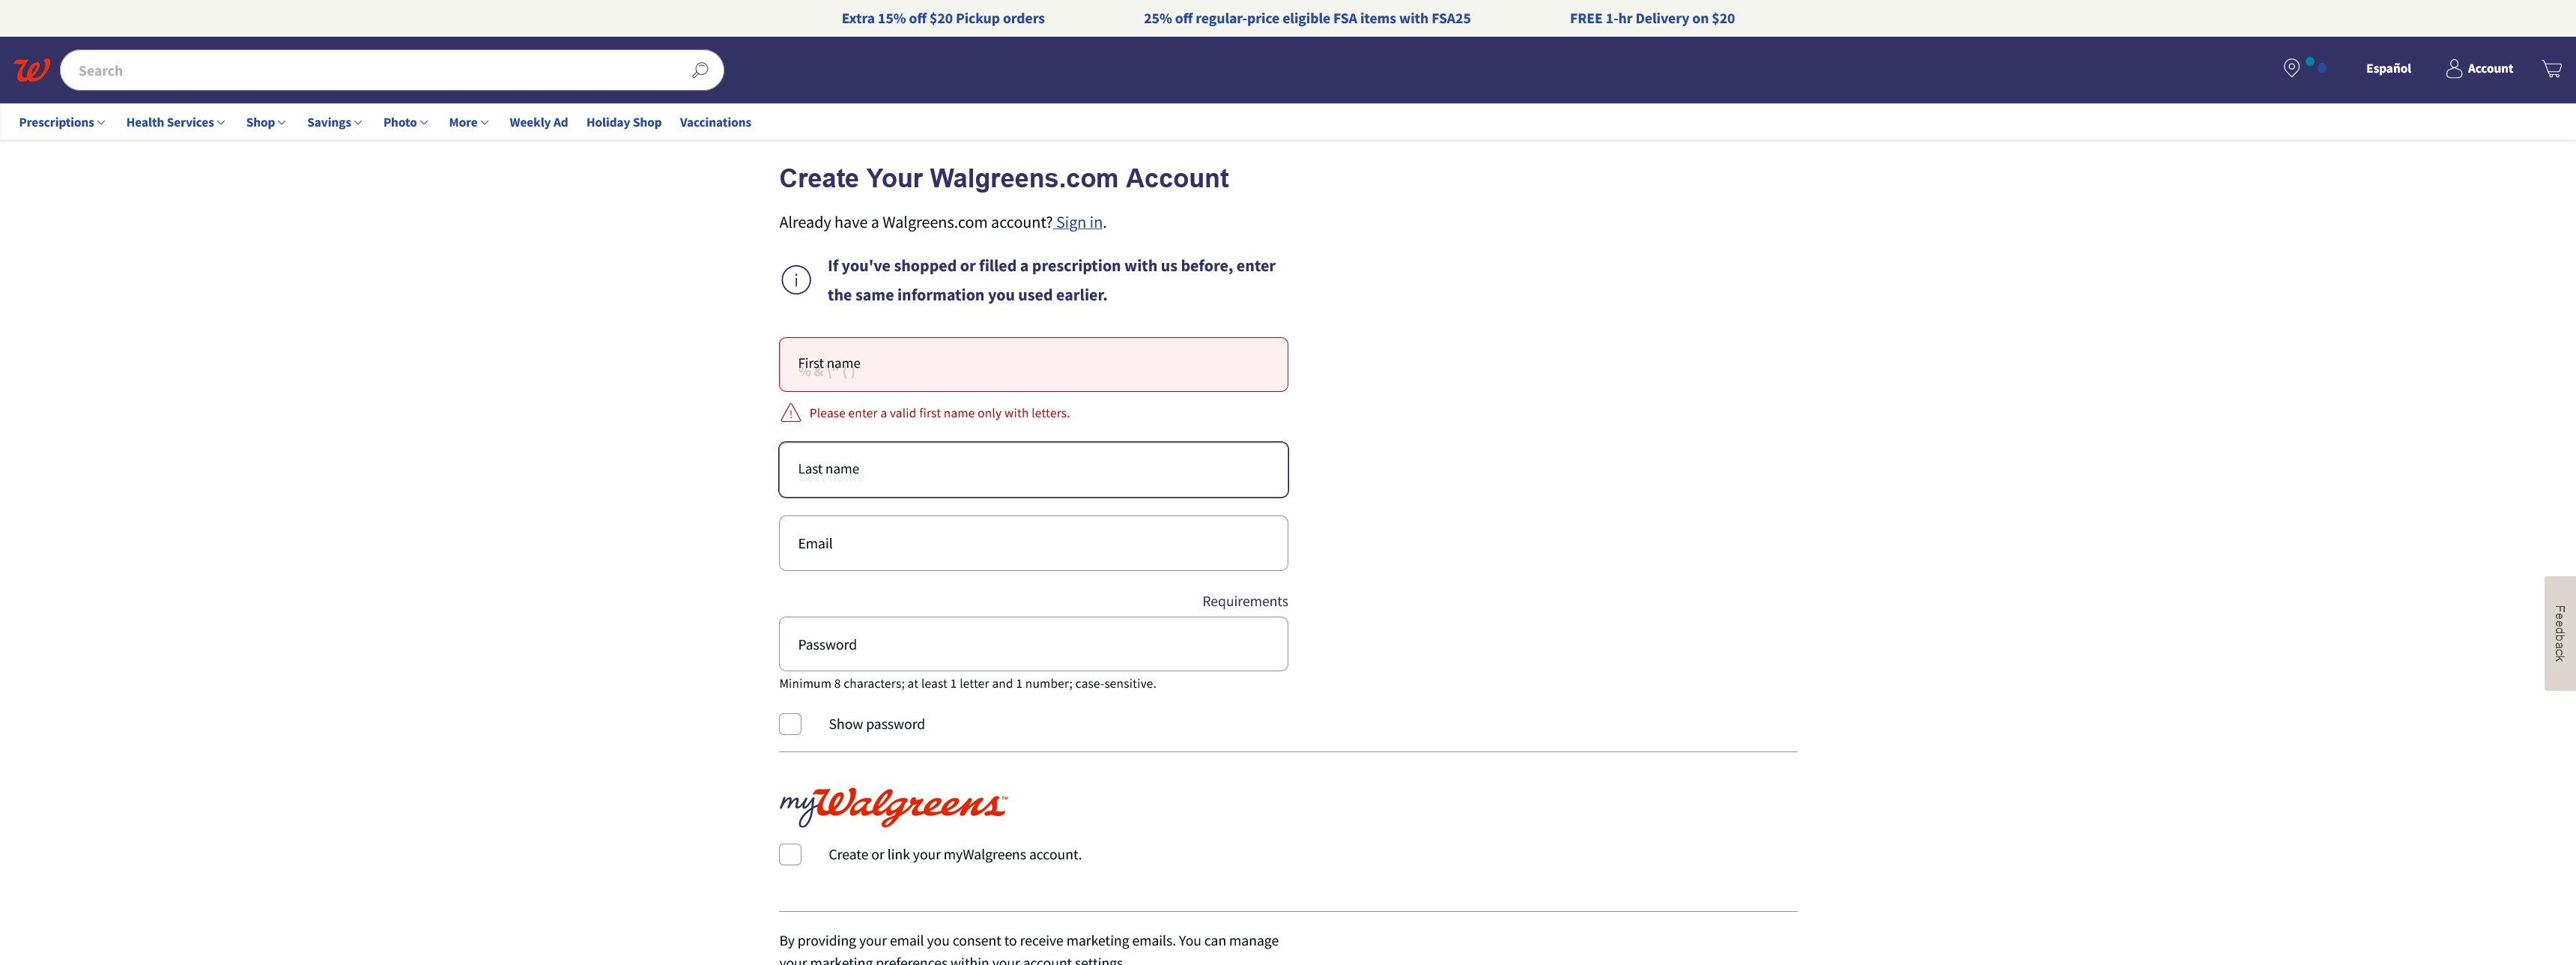 Extra 15% off $20 Pickup orders 25% off regular-price eligible FSA items with FSA25 FREE 1-hr Delivery on $20
W Search Español Account
Prescriptions Health Services Shop Savings Photo More Weekly Ad Holiday Shop Vaccinations
Create Your Walgreens.com Account
Already have a Walgreens.com account? Sign in.
If you've shopped or filled a prescription with us before, enter
the same information you used earlier.
First name
Please enter a valid first name only with letters.
Last name
Last name
Email
Requirements
Password
Minimum 8 characters; at least 1 letter and 1 number; case-sensitive.
Show password
myWalgreens™
Create or link your myWalgreens account.
By providing your email you consent to receive marketing emails. You can manage
your marketing preferences within your account settings
Feedback